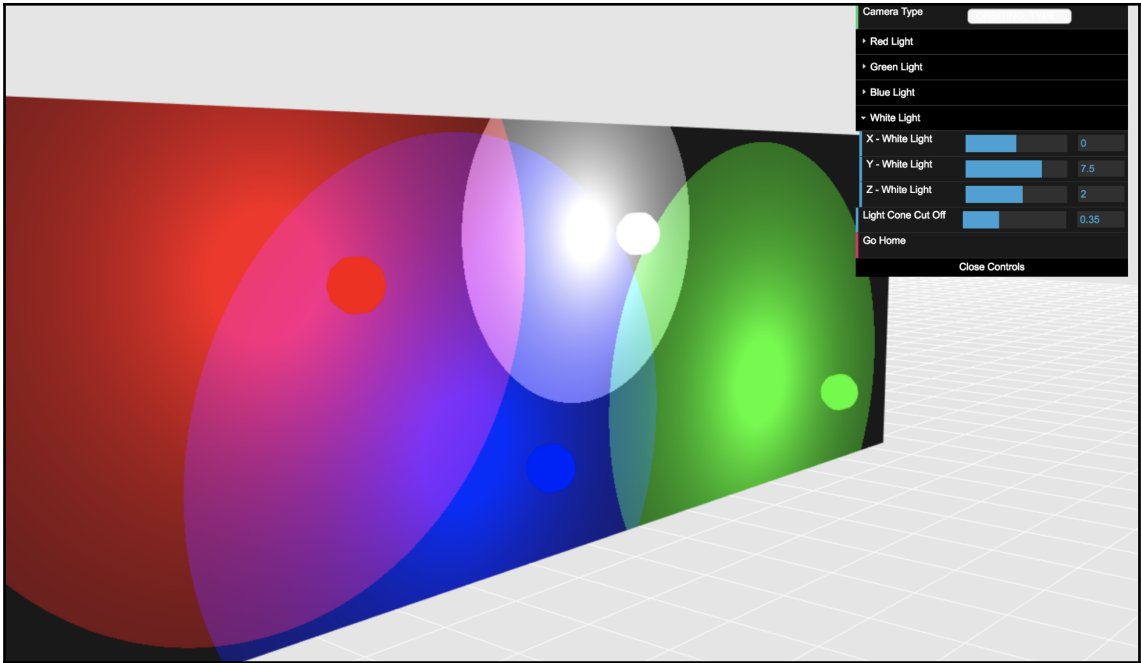 Camera Type
Red Light
Green Light
Blue Light
White Light
X - White Light 0
Y - White Light 7.5
Z - White Light 2
Light Cone Cut Off 0.35
Go Home
Close Controls